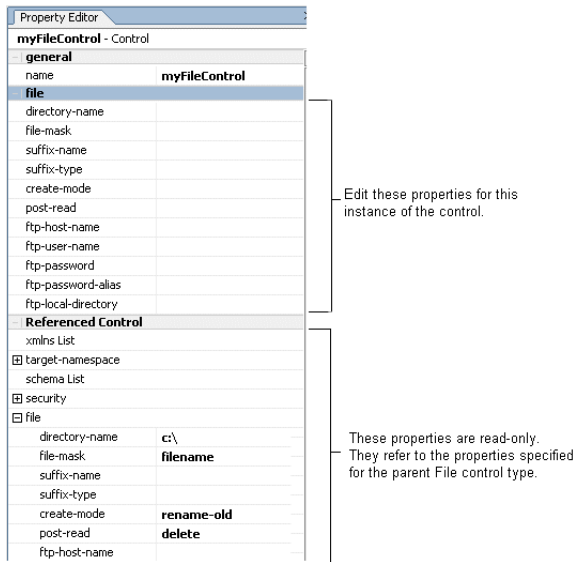 Property Editor
myFileControl - Control
general
name myFileControl
file
directory-name
file-mask
suffix-name
suffix-type
create-mode
post-read
ftp-host-name
ftp-user-name
ftp-password
ftp-password-alias
ftp-local-directory
Edit these properties for this
instance of the control.
Referenced Control
xmlns List
target-namespace
schema List
security
file
directory-name c:\
file-mask filename
suffix-name
suffix-type
create-mode rename-old
post-read delete
ftp-host-name
These properties are read-only.
They refer to the properties specified
for the parent File control type.